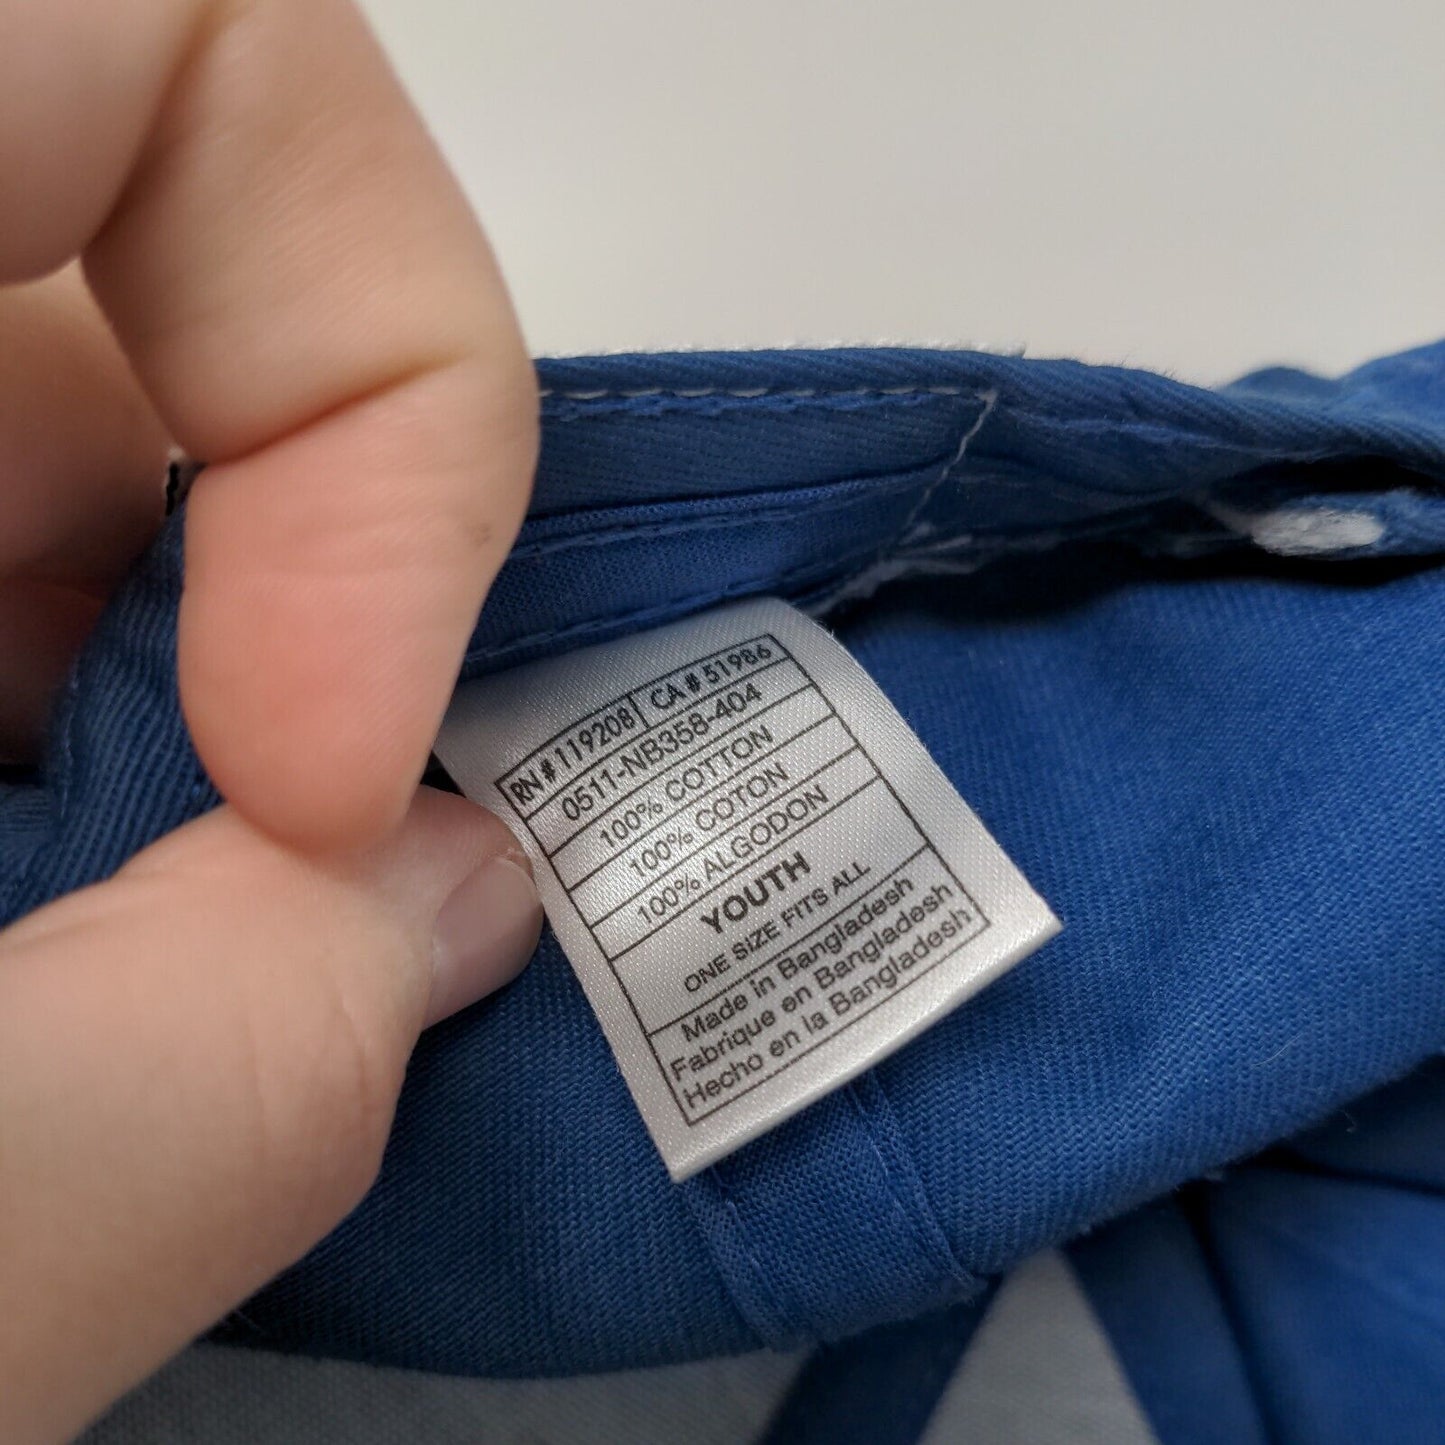 RN # 119208 CA # 51986
0511-NB358-404
100% COTTON
100% COTON
100% ALGODON
YOUTH
ONE SIZE FITS ALL
Made in Bangladesh
Fabrique en Bangladesh
Hecho en la Bangladesh